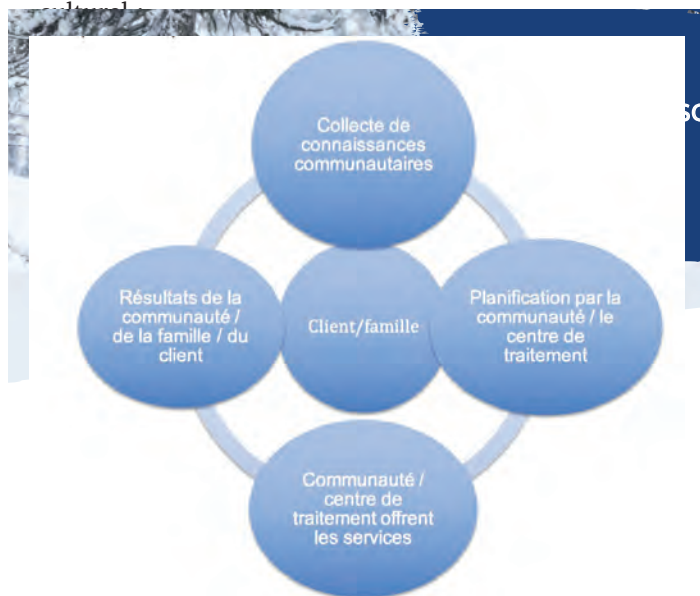 culturel :
Collecte de
connaissances
communautaires
Résultats de la
communauté /
de la famille / du
client
Client/famille
Planification par la
communauté / le
centre de
traitement
Communauté /
centre de
traitement offrent
les services